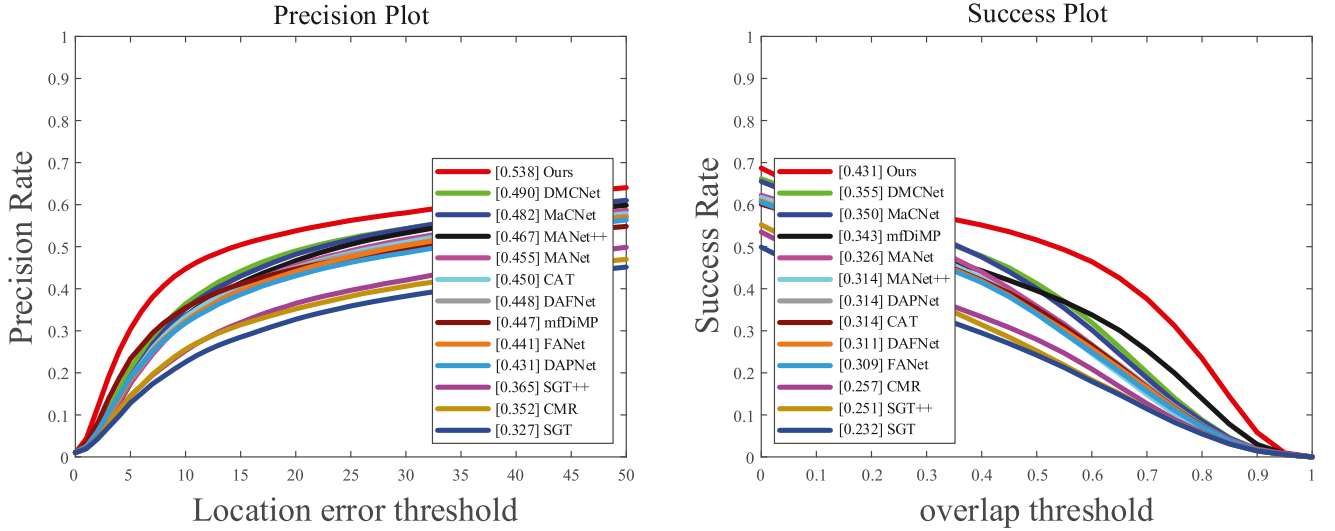 Precision Plot
Precision Rate
1
0.9
0.8
0.7
0.6
0.5
0.4
0.3
0.2
0.1
0
[0.538] Ours
[0.490] DMCNet
[0.482] MaCNet
[0.467] MANet++
[0.455] MANet
[0.450] CAT
[0.448] DAFNet
[0.447] mfDiMP
[0.441] FANet
[0.431] DAPNet
[0.365] SGT++
[0.352] CMR
[0.327] SGT
0 5 10 15 20 25 30 35 40 45 50
Location error threshold
Success Plot
Success Rate
1
0.9
0.8
0.7
0.6
0.5
0.4
0.3
0.2
0.1
0
[0.431] Ours
[0.355] DMCNet
[0.350] MaCNet
[0.343] mfDiMP
[0.326] MANet
[0.314] MANet++
[0.314] DAPNet
[0.314] CAT
[0.311] DAFNet
[0.309] FANet
[0.257] CMR
[0.251] SGT++
[0.232] SGT
0 0.1 0.2 0.3 0.4 0.5 0.6 0.7 0.8 0.9 1
overlap threshold